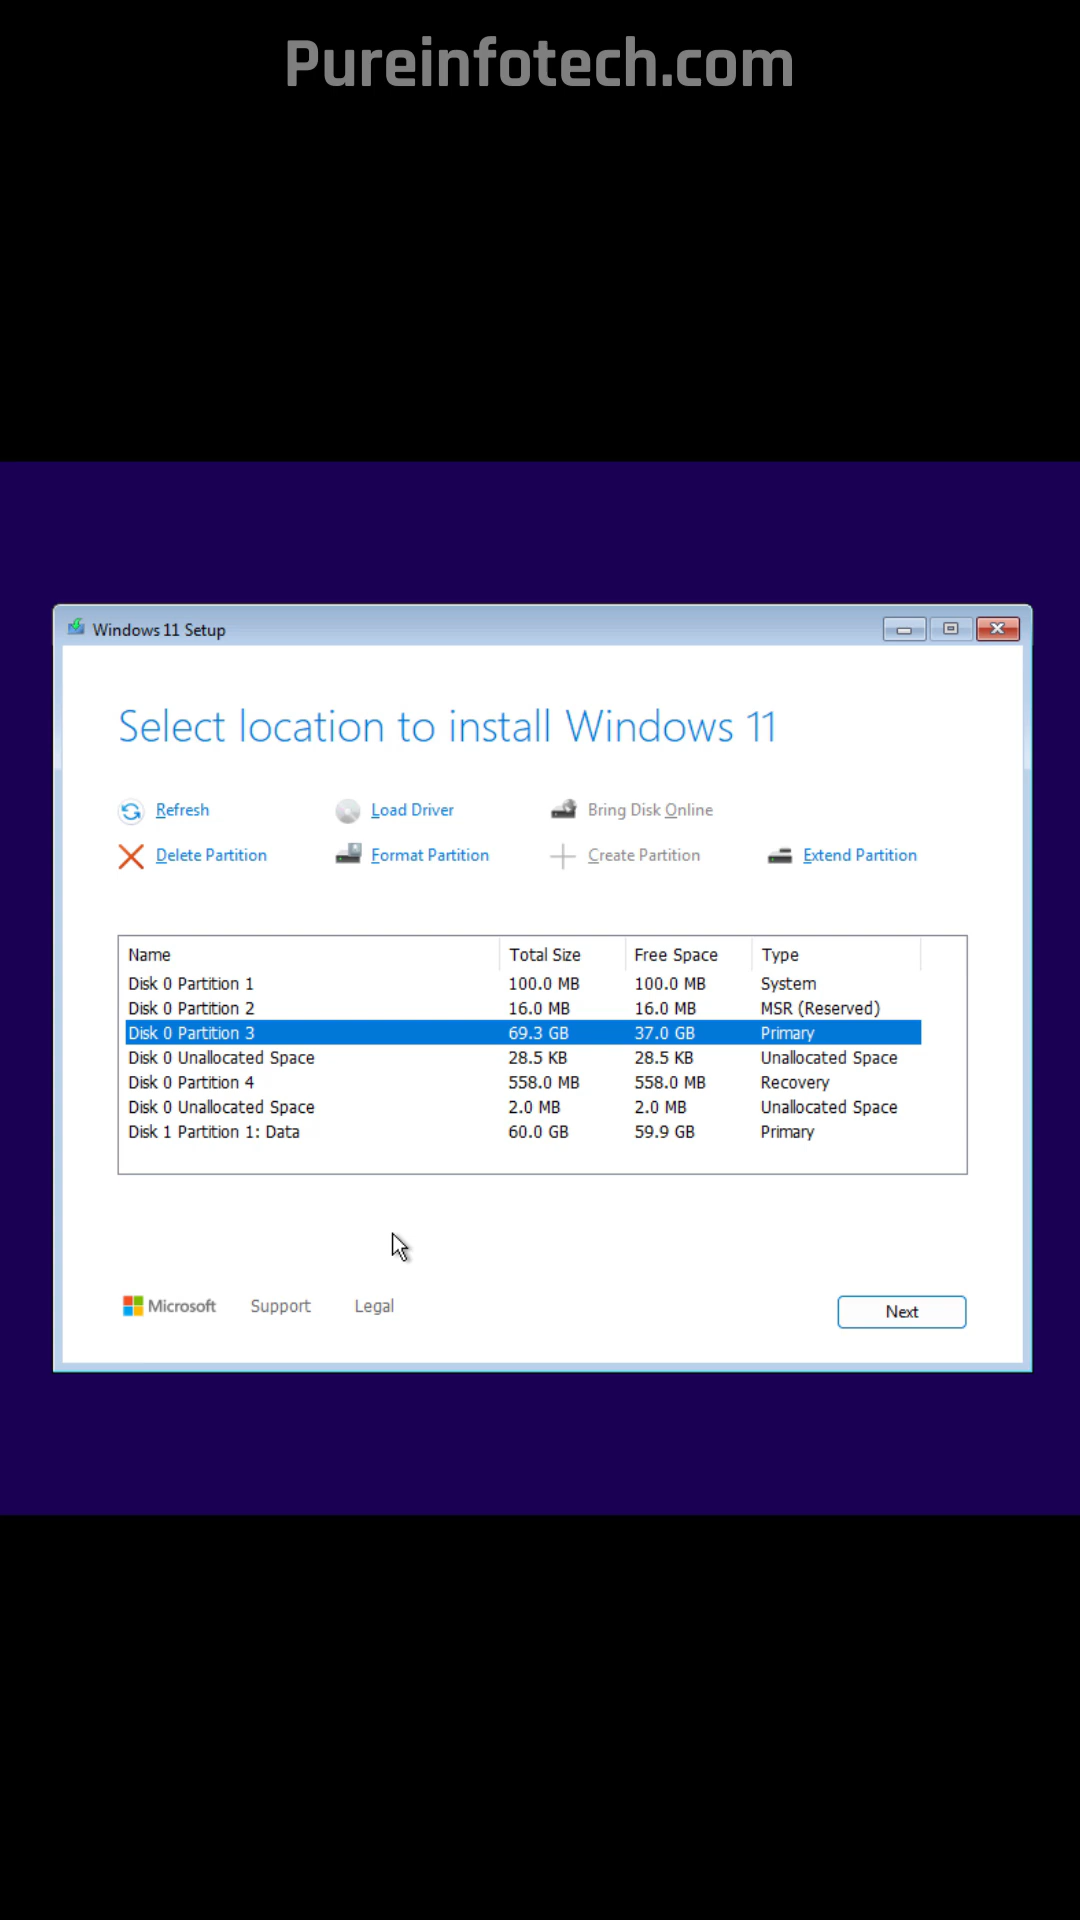 Pureinfotech.com
Windows 11 Setup
Select location to install Windows 11
Refresh Load Driver Bring Disk Online
Delete Partition Format Partition Create Partition Extend Partition
Name Total Size Free Space Type
Disk 0 Partition 1 100.0 MB 100.0 MB System
Disk 0 Partition 2 16.0 MB 16.0 MB MSR (Reserved)
Disk 0 Partition 3 69.3 GB 37.0 GB Primary
Disk 0 Unallocated Space 28.5 KB 28.5 KB Unallocated Space
Disk 0 Partition 4 558.0 MB 558.0 MB Recovery
Disk 0 Unallocated Space 2.0 MB 2.0 MB Unallocated Space
Disk 1 Partition 1: Data 60.0 GB 59.9 GB Primary
Microsoft Support Legal Next